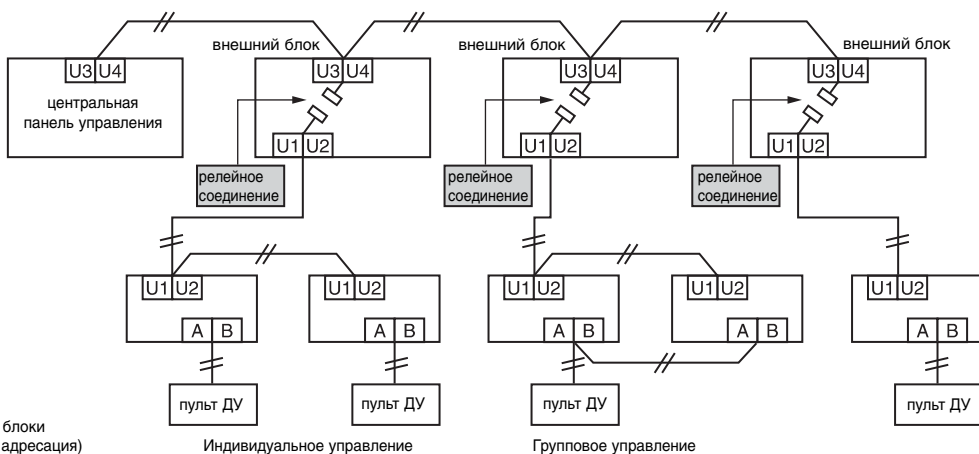 внешний блок
внешний блок
внешний блок
U3 U4
U3 U4
U3 U4
U3 U4
центральная
панель управления
U1 U2
U1 U2
U1 U2
релейное
соединение
релейное
соединение
релейное
соединение
U1 U2
U1 U2
U1 U2
U1 U2
U1 U2
A B
A B
A B
A B
A B
пульт ДУ
пульт ДУ
пульт ДУ
пульт ДУ
блоки
адресация)
Индивидуальное управление
Групповое управление